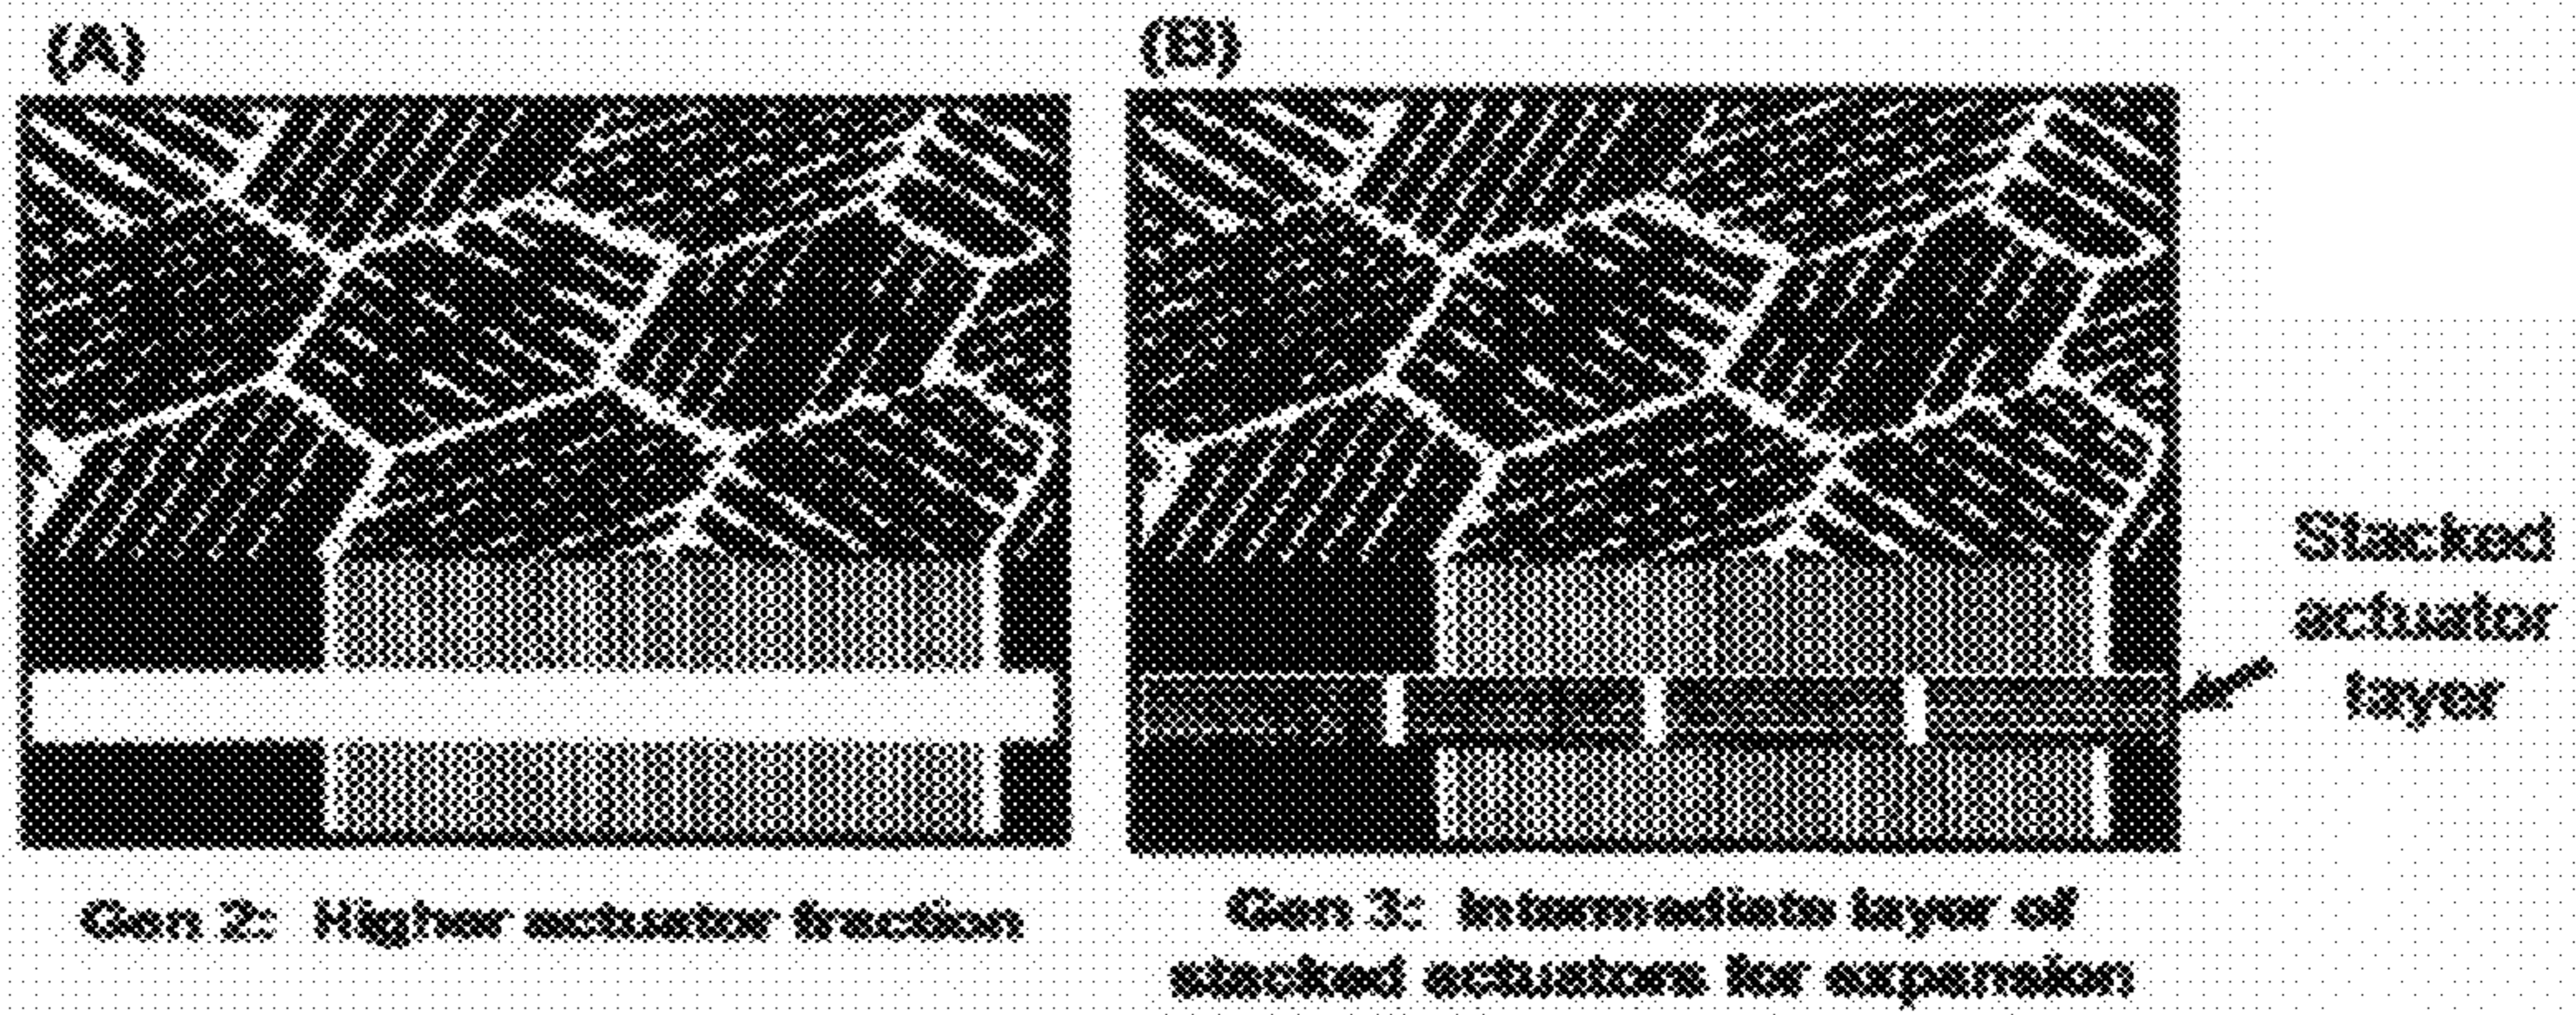 (A)
(B)
Stacked
actuator
layer
Gen 2: Higher actuator fraction
Gen 3: Intermediate layer of
stacked actuators for expansion